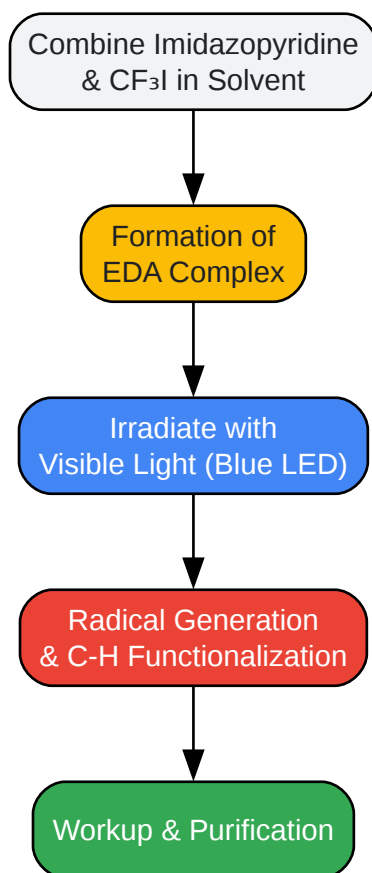 Combine Imidazopyridine
& CF₃I in Solvent
Formation of
EDA Complex
Irradiate with
Visible Light (Blue LED)
Radical Generation
& C-H Functionalization
Workup & Purification